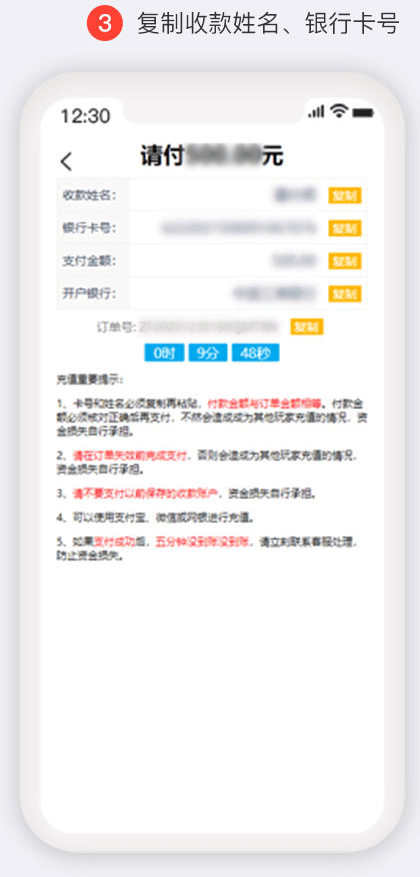 3 复制收款姓名、银行卡号
12:30
请付 元
收款姓名: 复制
银行卡号: 复制
支付金额: 复制
开户银行: 复制
订单号: 复制
0时 9分 48秒
充值重要提示:
1、卡号和姓名必须复制再粘贴，付款金额与订单金额相等。付款金
额必须核对正确后再支付，不然会造成成为其他玩家充值的情况，资
金损失自行承担。
2、请在订单失效前完成支付，否则会造成为其他玩家充值的情况，
资金损失自行承担。
3、请不要支付以前保存的收款账户，资金损失自行承担。
4、可以使用支付宝、微信或网银进行充值。
5、如果支付成功后，五分钟没到账没到账，请立刻联系客服处理，
防止资金损失。